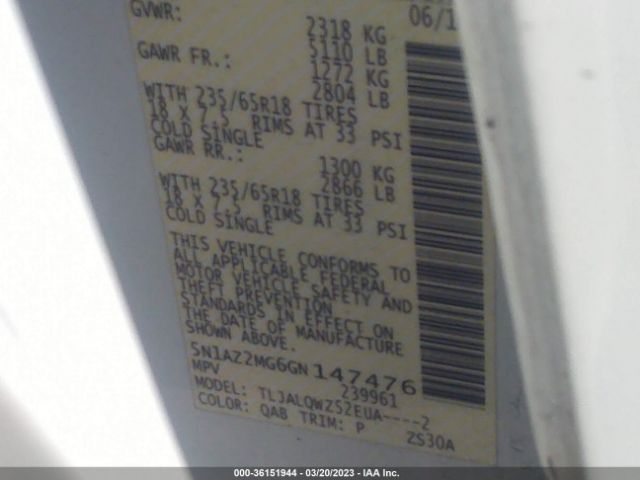 GVWR: 2318 KG 06/1
5110 LB
GAWR FR.: 1272 KG
2804 LB
WITH 235/65R18 TIRES
18 X 7.5 RIMS AT 33 PSI
COLD SINGLE
GAWR RR.: 1300 KG
2866 LB
WITH 235/65R18 TIRES
18 X 7.5 RIMS AT 33 PSI
COLD SINGLE
THIS VEHICLE CONFORMS TO
ALL APPLICABLE FEDERAL
MOTOR VEHICLE SAFETY AND
THEFT PREVENTION
STANDARDS IN EFFECT ON
THE DATE OF MANUFACTURE
SHOWN ABOVE.
5N1AZ2MG6GN147476
MPV 239961
MODEL: TLJALQWZ52EUA----2
COLOR: QAB TRIM: P ZS30A
000-36151944 — 03/20/2023 — IAA Inc.